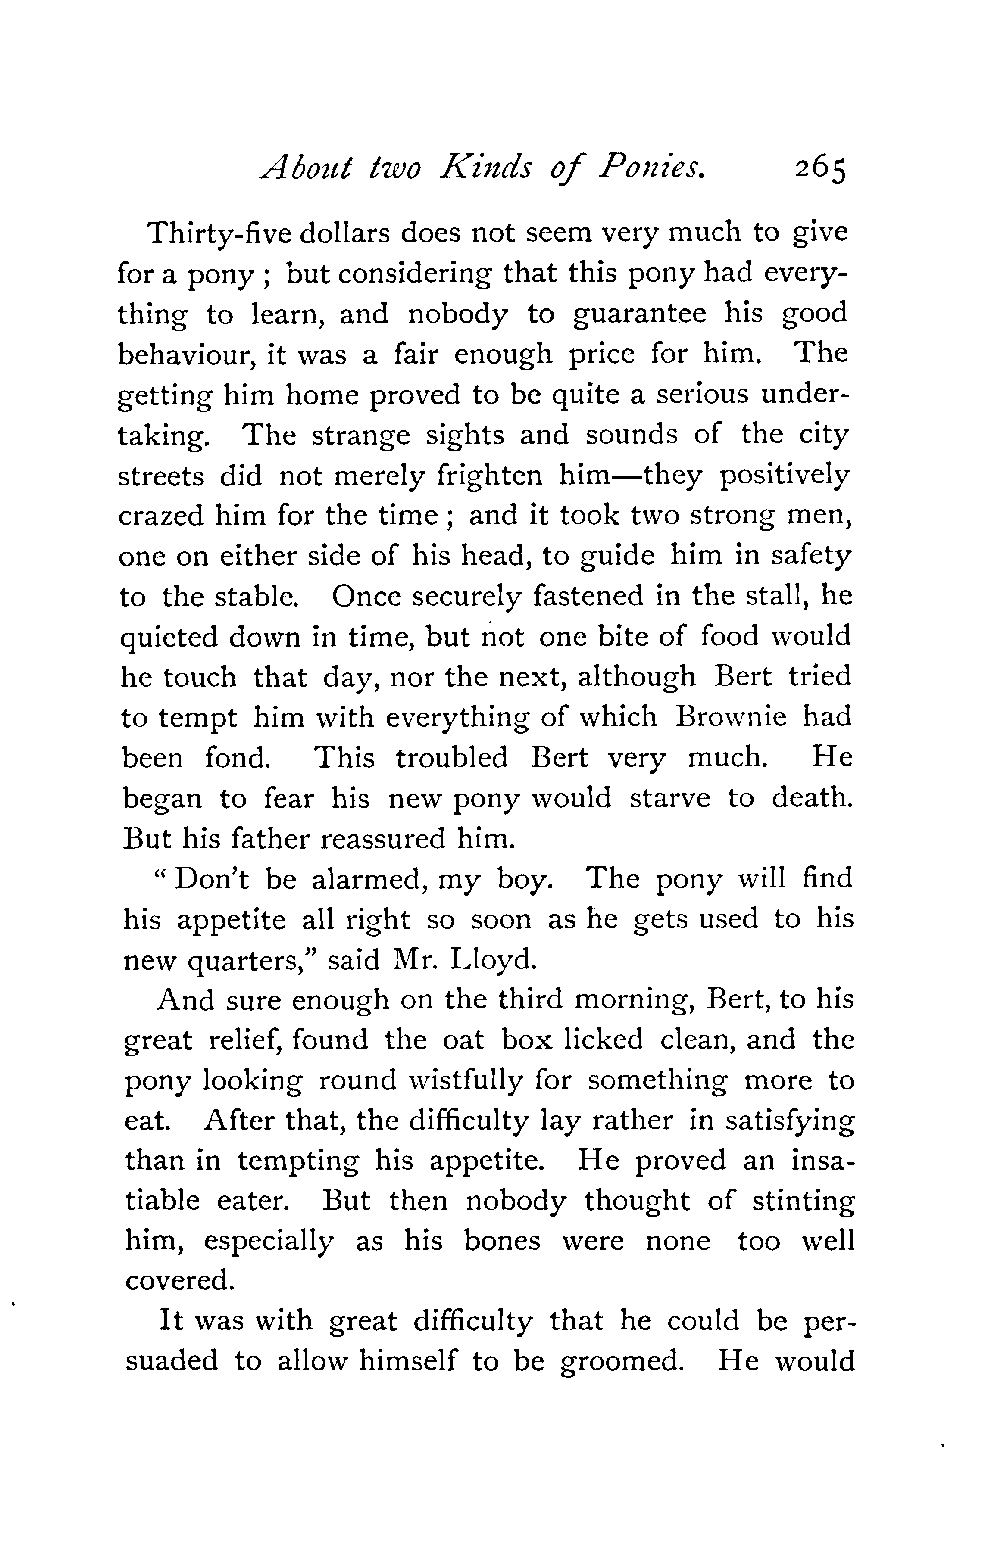 About two Kinds of Ponies. 265
Thirty-five dollars does not seem very much to give
for a pony ; but considering that this pony had every-
thing to learn, and nobody to guarantee his good
behaviour, it was a fair enough price for him. The
getting him home proved to be quite a serious under-
taking. The strange sights and sounds of the city
streets did not merely frighten him—they positively
crazed him for the time ; and it took two strong men,
one on either side of his head, to guide him in safety
to the stable. Once securely fastened in the stall, he
quieted down in time, but not one bite of food would
he touch that day, nor the next, although Bert tried
to tempt him with everything of which Brownie had
been fond. This troubled Bert very much. He
began to fear his new pony would starve to death.
But his father reassured him.
“ Don't be alarmed, my boy. The pony will find
his appetite all right so soon as he gets used to his
new quarters,” said Mr. Lloyd.
And sure enough on the third morning, Bert, to his
great relief, found the oat box licked clean, and the
pony looking round wistfully for something more to
eat. After that, the difficulty lay rather in satisfying
than in tempting his appetite. He proved an insa-
tiable eater. But then nobody thought of stinting
him, especially as his bones were none too well
covered.
It was with great difficulty that he could be per-
suaded to allow himself to be groomed. He would